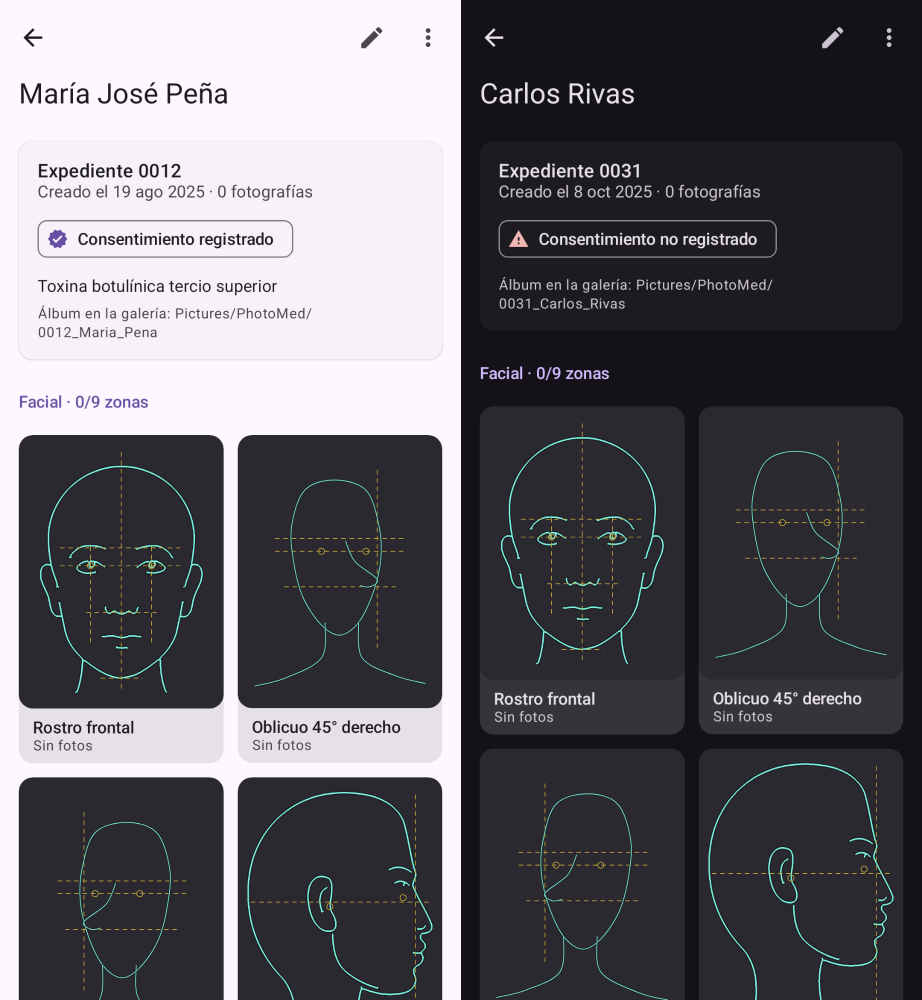 María José Peña
Expediente 0012
Creado el 19 ago 2025 · 0 fotografías
Consentimiento registrado
Toxina botulínica tercio superior
Álbum en la galería: Pictures/PhotoMed/
0012_Maria_Pena
Facial · 0/9 zonas
Rostro frontal
Sin fotos
Oblicuo 45° derecho
Sin fotos
Carlos Rivas
Expediente 0031
Creado el 8 oct 2025 · 0 fotografías
Consentimiento no registrado
Álbum en la galería: Pictures/PhotoMed/
0031_Carlos_Rivas
Facial · 0/9 zonas
Rostro frontal
Sin fotos
Oblicuo 45° derecho
Sin fotos